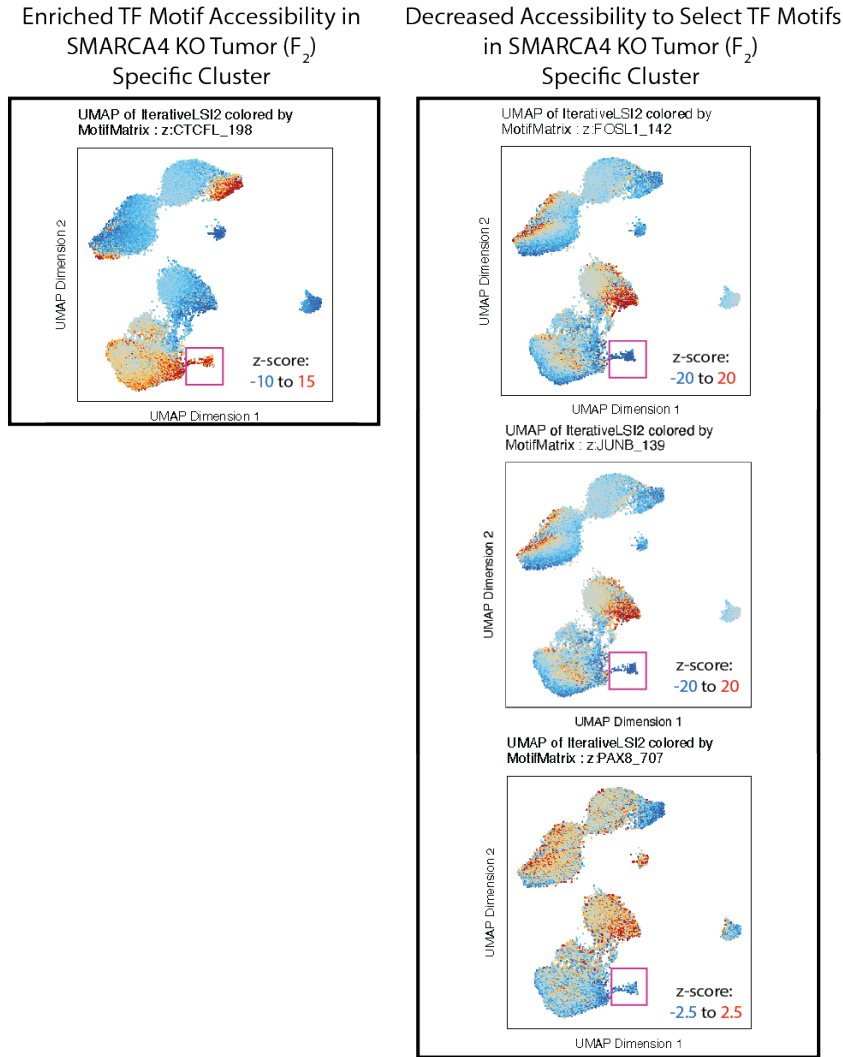 Enriched TF Motif Accessibility in
SMARCA4 KO Tumor (F2)
Specific Cluster
UMAP of IterativeLSI2 colored by
MotifMatrix : z:CTCFL_198
UMAP Dimension 2
z-score:
-10 to 15
UMAP Dimension 1
Decreased Accessibility to Select TF Motifs
in SMARCA4 KO Tumor (F2)
Specific Cluster
UMAP of IterativeLSI2 colored by
MotifMatrix : z:FOSL1_142
UMAP Dimension 2
z-score:
-20 to 20
UMAP Dimension 1
UMAP of IterativeLSI2 colored by
MotifMatrix : z:JUNB_139
UMAP Dimension 2
z-score:
-20 to 20
UMAP Dimension 1
UMAP of IterativeLSI2 colored by
MotifMatrix : z:PAX8_707
UMAP Dimension 2
z-score:
-2.5 to 2.5
UMAP Dimension 1